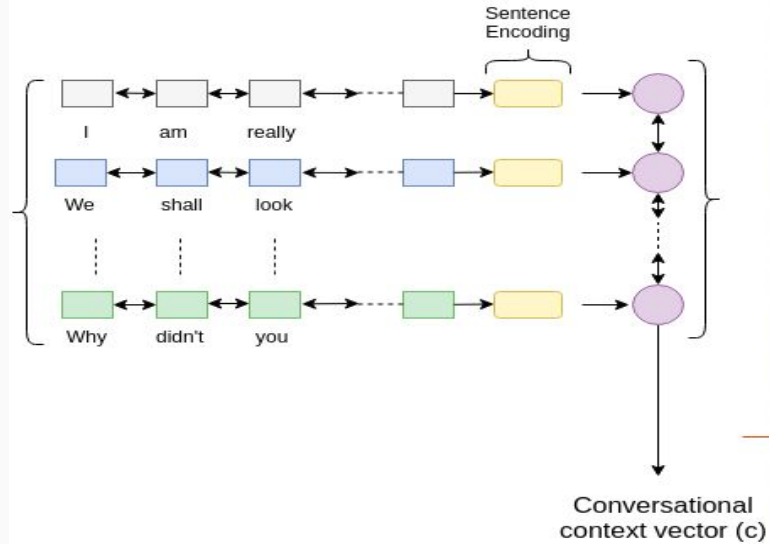 Sentence
Encoding
I am really
We shall look
Why didn't you
Conversational
context vector (c)